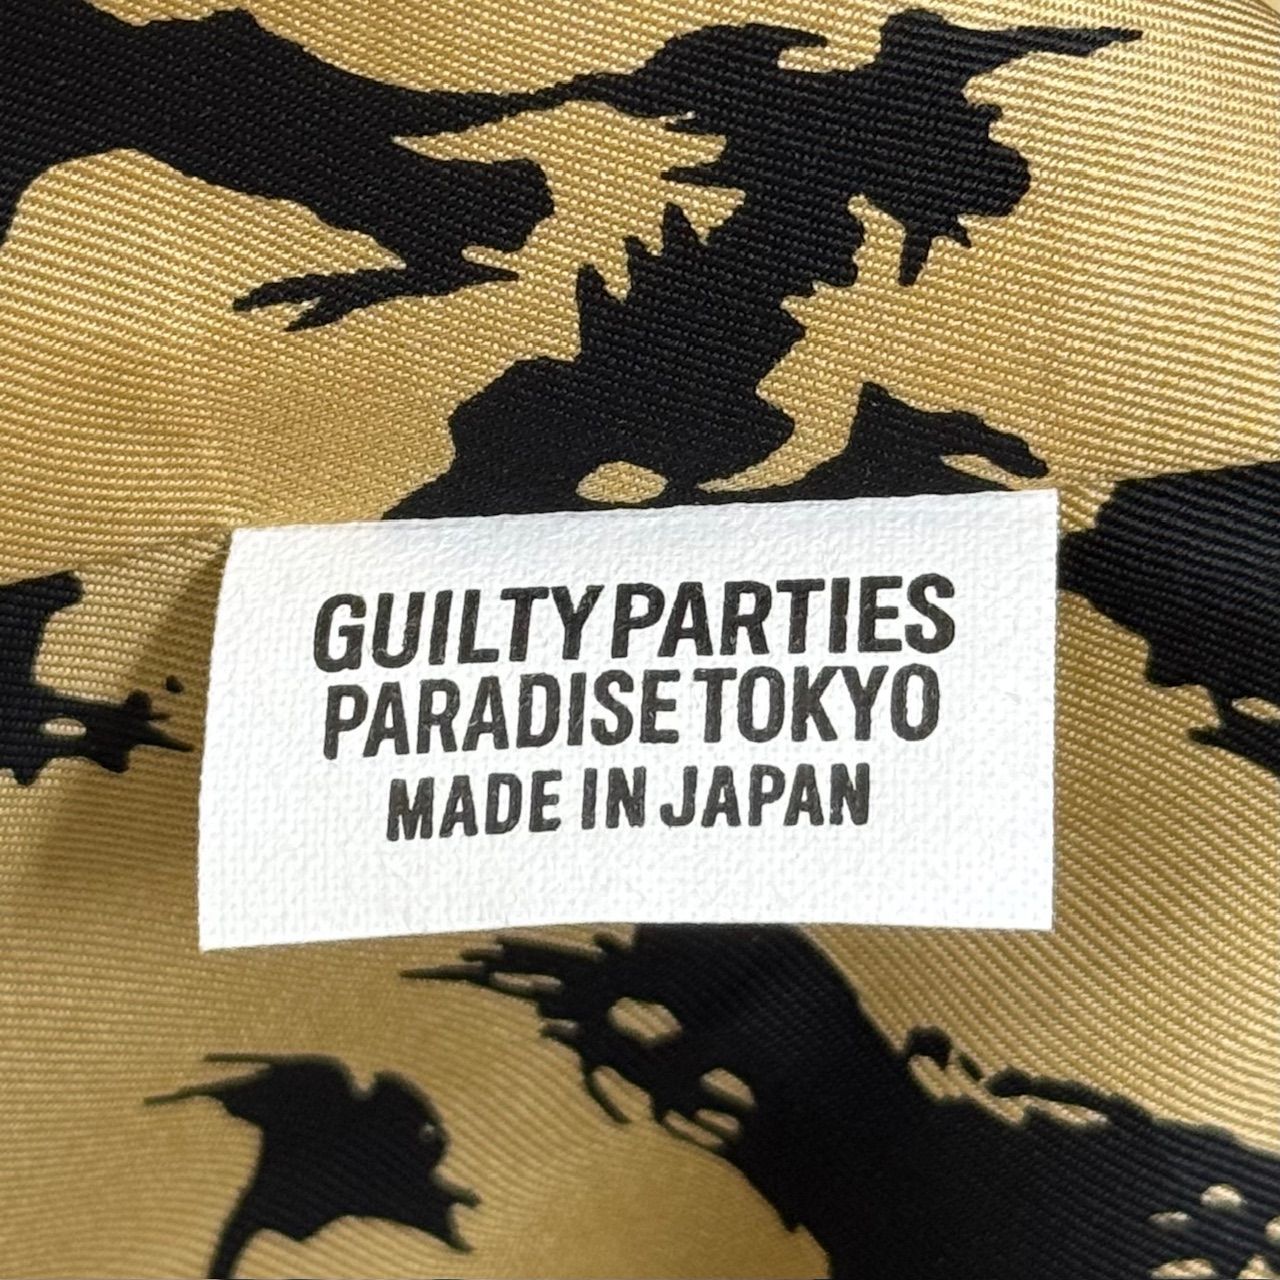 GUILTY PARTIES
PARADISE TOKYO
MADE IN JAPAN